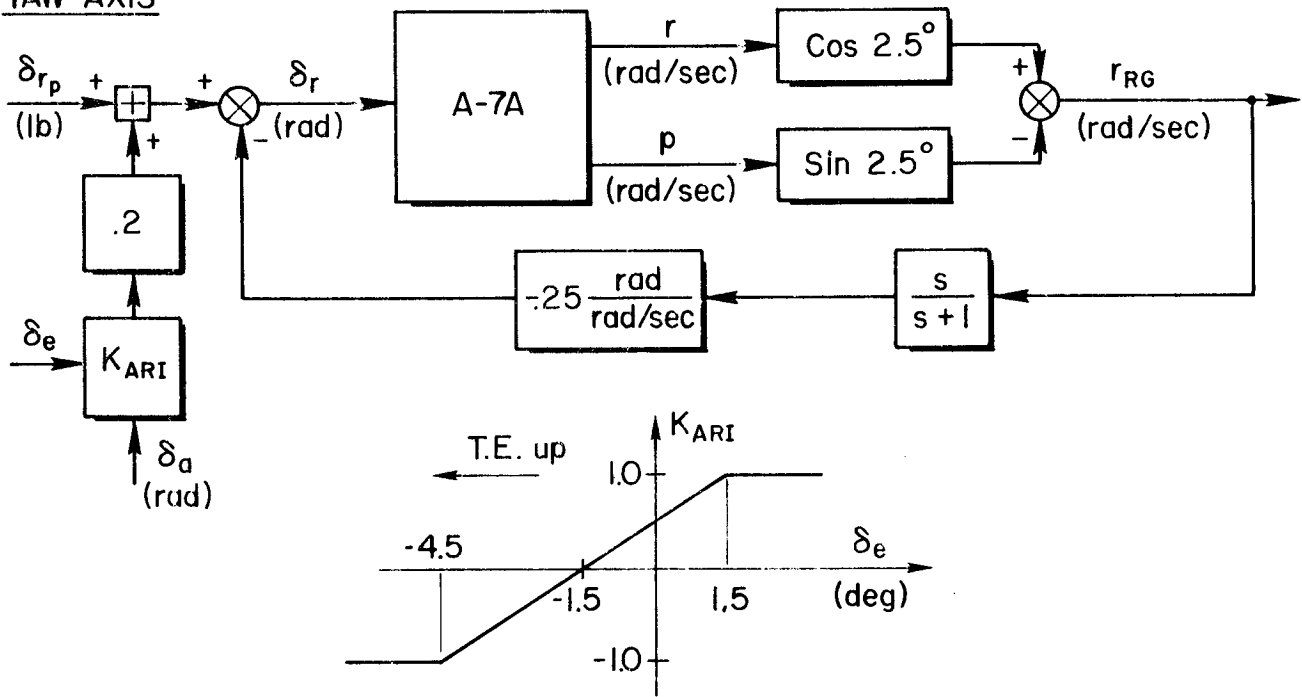 YAW AXIS
δrp
(lb)
+
+
+
+
-
δr
(rad)
A-7A
r
(rad/sec)
p
(rad/sec)
Cos 2.5°
Sin 2.5°
+
-
rRG
(rad/sec)
.2
-.25 rad
rad/sec
s
s+1
δe
KARI
δa
(rad)
T.E. up
KARI
1.0
-4.5
-1.5
1.5
δe
(deg)
-1.0